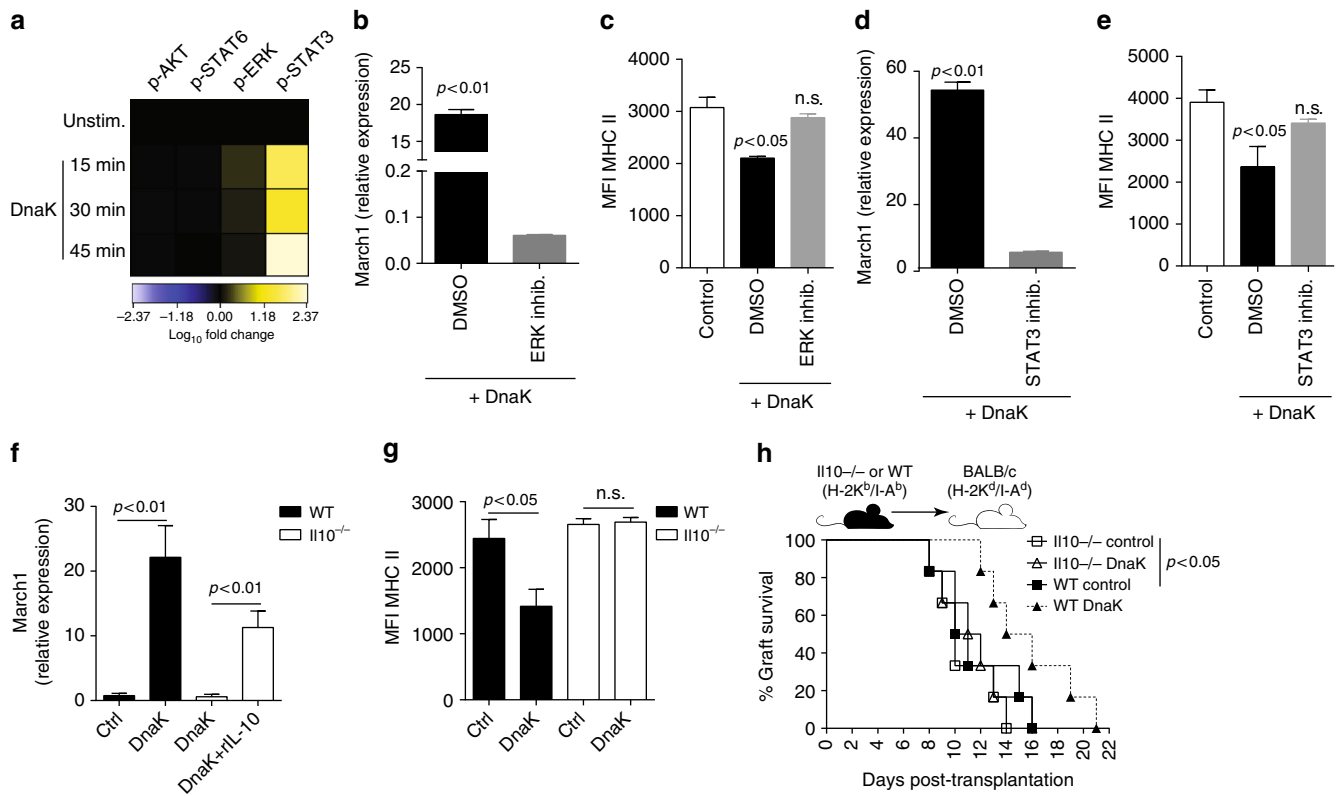 a
p-AKT
p-STAT6
p-ERK
p-STAT3
Unstim.
DnaK
15 min
30 min
45 min
−2.37 −1.18 0.00 1.18 2.37
Log10 fold change
b
March1 (relative expression)
25
20
15
0.2
0.1
0.0
p<0.01
DMSO
ERK inhib.
+ DnaK
c
MFI MHC II
4000
3000
2000
1000
0
p<0.05
n.s.
Control
DMSO
ERK inhib.
+ DnaK
d
March1 (relative expression)
60
40
20
0
p<0.01
DMSO
STAT3 inhib.
+ DnaK
e
MFI MHC II
5000
4000
3000
2000
1000
0
p<0.05
n.s.
Control
DMSO
STAT3 inhib.
+ DnaK
f
March1
(relative expression)
30
20
10
0
p<0.01
p<0.01
WT
Il10−/−
Ctrl
DnaK
DnaK
DnaK+rIL-10
g
MFI MHC II
3000
2000
1000
0
p<0.05
n.s.
WT
Il10−/−
Ctrl
DnaK
Ctrl
DnaK
h
Il10−/− or WT
(H-2Kb/I-Ab)
BALB/c
(H-2Kd/I-Ad)
% Graft survival
100
80
60
40
20
0
Il10−/− control
Il10−/− DnaK
WT control
WT DnaK
p<0.05
0 2 4 6 8 10 12 14 16 18 20 22
Days post-transplantation